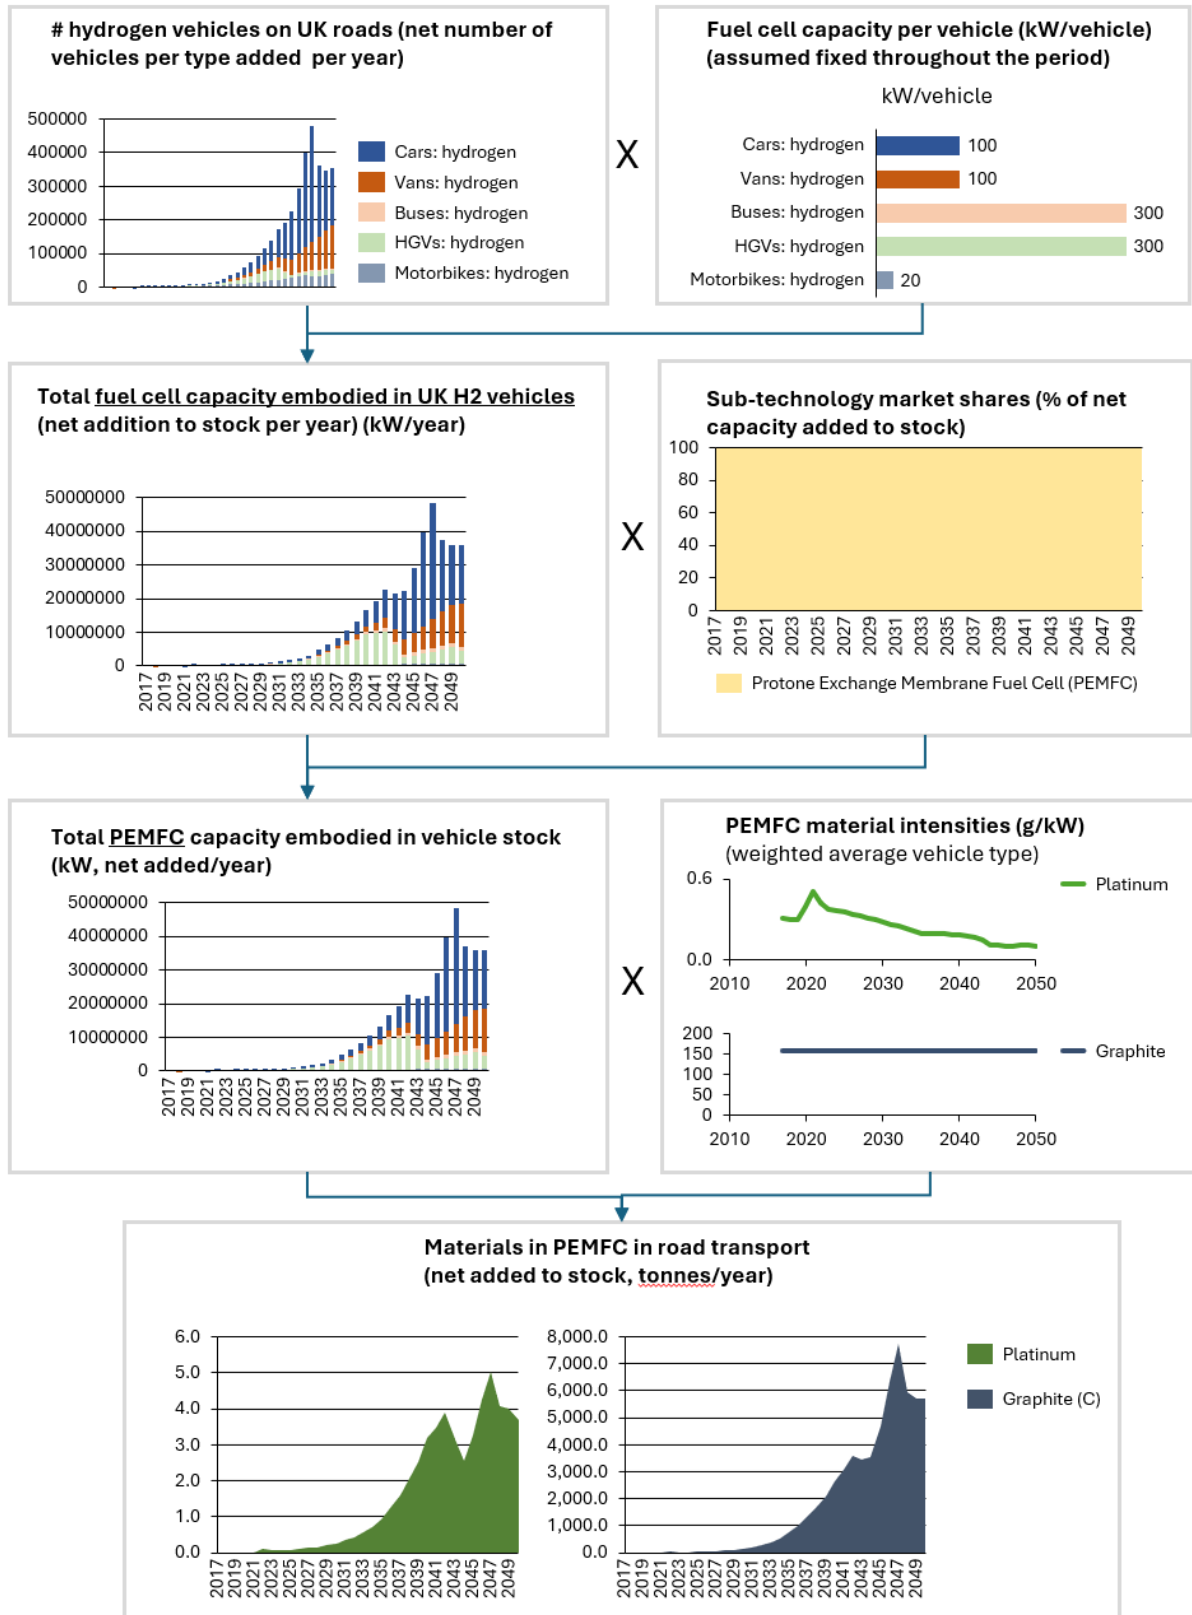 # hydrogen vehicles on UK roads (net number of
vehicles per type added per year)
500000
400000
300000
200000
100000
0
Cars: hydrogen
Vans: hydrogen
Buses: hydrogen
HGVs: hydrogen
Motorbikes: hydrogen
X
Fuel cell capacity per vehicle (kW/vehicle)
(assumed fixed throughout the period)
kW/vehicle
Cars: hydrogen 100
Vans: hydrogen 100
Buses: hydrogen 300
HGVs: hydrogen 300
Motorbikes: hydrogen 20
Total fuel cell capacity embodied in UK H2 vehicles
(net addition to stock per year) (kW/year)
50000000
40000000
30000000
20000000
10000000
0
2017 2019 2021 2023 2025 2027 2029 2031 2033 2035 2037 2039 2041 2043 2045 2047 2049
X
Sub-technology market shares (% of net
capacity added to stock)
100
80
60
40
20
0
2017 2019 2021 2023 2025 2027 2029 2031 2033 2035 2037 2039 2041 2043 2045 2047 2049
Protone Exchange Membrane Fuel Cell (PEMFC)
Total PEMFC capacity embodied in vehicle stock
(kW, net added/year)
50000000
40000000
30000000
20000000
10000000
0
2017 2019 2021 2023 2025 2027 2029 2031 2033 2035 2037 2039 2041 2043 2045 2047 2049
X
PEMFC material intensities (g/kW)
(weighted average vehicle type)
0.6
0.0
2010 2020 2030 2040 2050
Platinum
200
150
100
50
0
2010 2020 2030 2040 2050
Graphite
Materials in PEMFC in road transport
(net added to stock, tonnes/year)
6.0
5.0
4.0
3.0
2.0
1.0
0.0
2017 2019 2021 2023 2025 2027 2029 2031 2033 2035 2037 2039 2041 2043 2045 2047 2049
8,000.0
7,000.0
6,000.0
5,000.0
4,000.0
3,000.0
2,000.0
1,000.0
0.0
2017 2019 2021 2023 2025 2027 2029 2031 2033 2035 2037 2039 2041 2043 2045 2047 2049
Platinum
Graphite (C)